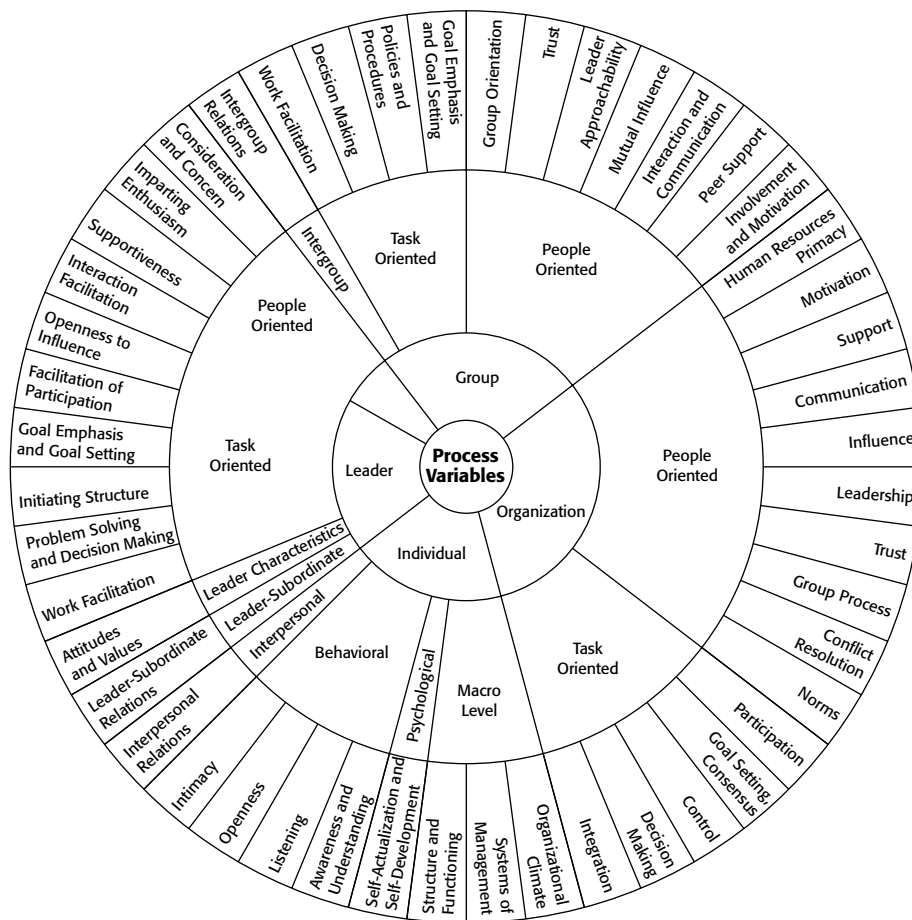 Process
Variables
Group
Organization
Individual
Leader
Intergroup
Task
Oriented
People
Oriented
People
Oriented
Task
Oriented
Macro
Level
Psychological
Behavioral
Interpersonal
Leader-Subordinate
Leader Characteristics
Task
Oriented
People
Oriented
Goal Emphasis
and Goal Setting
Group Orientation
Trust
Leader
Approachability
Mutual Influence
Interaction and
Communication
Peer Support
Involvement
and Motivation
Human Resources
Primacy
Motivation
Support
Communication
Influence
Leadership
Trust
Group Process
Conflict
Resolution
Norms
Participation
Goal Setting,
Consensus
Control
Decision
Making
Integration
Organizational
Climate
Systems of
Management
Structure and
Functioning
Self-Actualization and
Self-Development
Awareness and
Understanding
Listening
Openness
Intimacy
Interpersonal
Relations
Leader-Subordinate
Relations
Attitudes
and Values
Work Facilitation
Problem Solving
and Decision Making
Initiating Structure
Goal Emphasis
and Goal Setting
Facilitation of
Participation
Openness to
Influence
Interaction
Facilitation
Supportiveness
Imparting
Enthusiasm
Consideration
and Concern
Intergroup
Relations
Work Facilitation
Decision Making
Policies and
Procedures